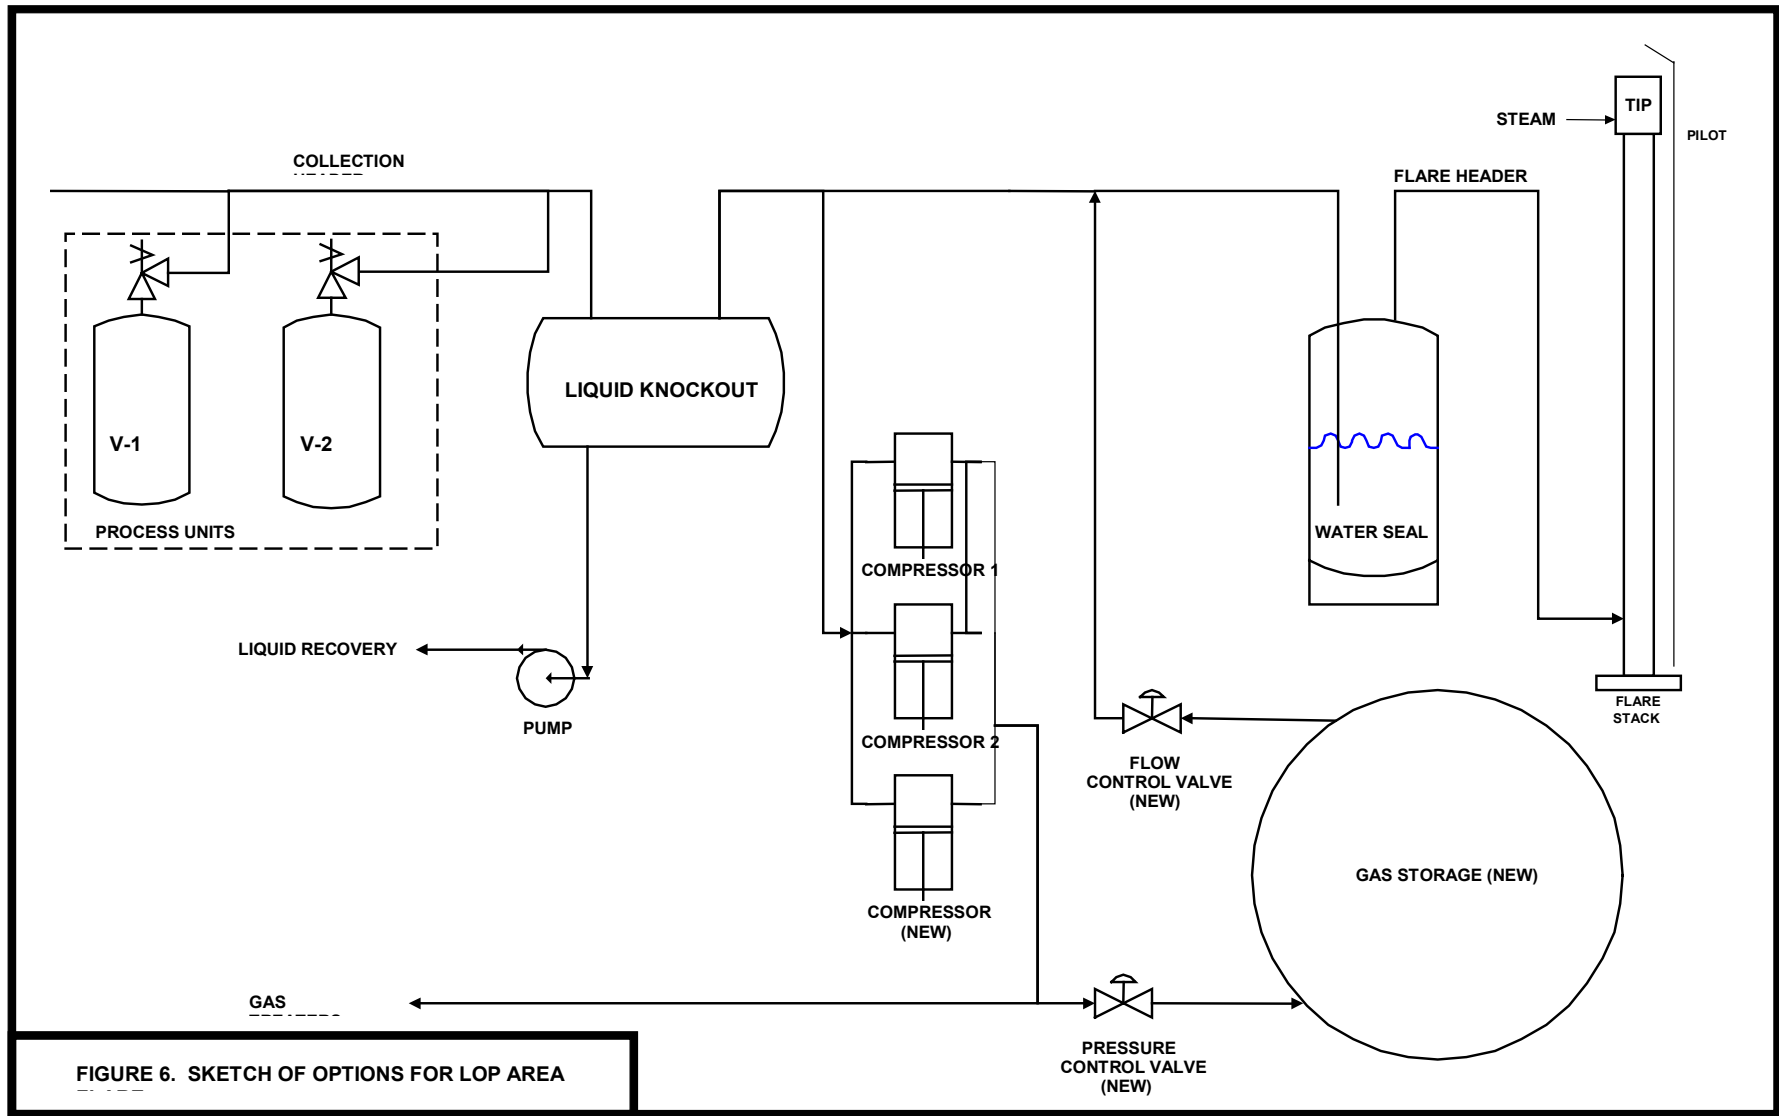 TIP
STEAM
PILOT
COLLECTION
FLARE HEADER
LIQUID KNOCKOUT
V-1
V-2
PROCESS UNITS
WATER SEAL
COMPRESSOR 1
LIQUID RECOVERY
PUMP
COMPRESSOR 2
FLARE
STACK
FLOW
CONTROL VALVE
(NEW)
GAS STORAGE (NEW)
COMPRESSOR
(NEW)
GAS
PRESSURE
CONTROL VALVE
(NEW)
FIGURE 6. SKETCH OF OPTIONS FOR LOP AREA